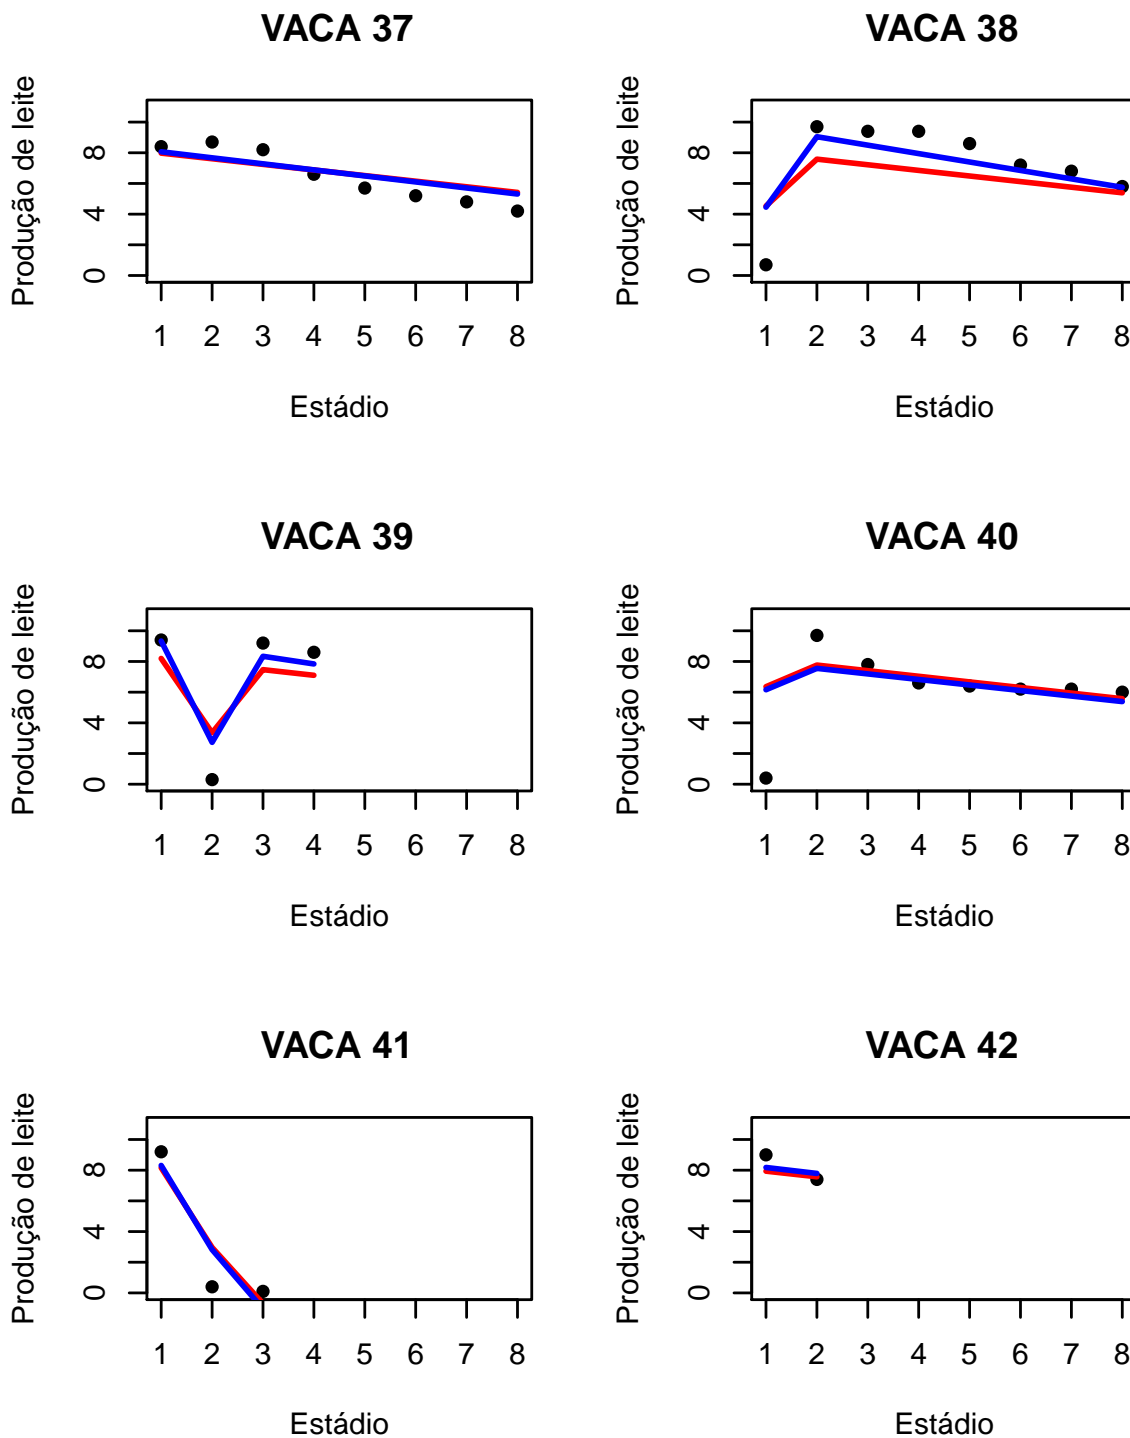 VACA 37
Produção de leite
0 4 8
1 2 3 4 5 6 7 8
Estádio
VACA 38
Produção de leite
0 4 8
1 2 3 4 5 6 7 8
Estádio
VACA 39
Produção de leite
0 4 8
1 2 3 4 5 6 7 8
Estádio
VACA 40
Produção de leite
0 4 8
1 2 3 4 5 6 7 8
Estádio
VACA 41
Produção de leite
0 4 8
1 2 3 4 5 6 7 8
Estádio
VACA 42
Produção de leite
0 4 8
1 2 3 4 5 6 7 8
Estádio